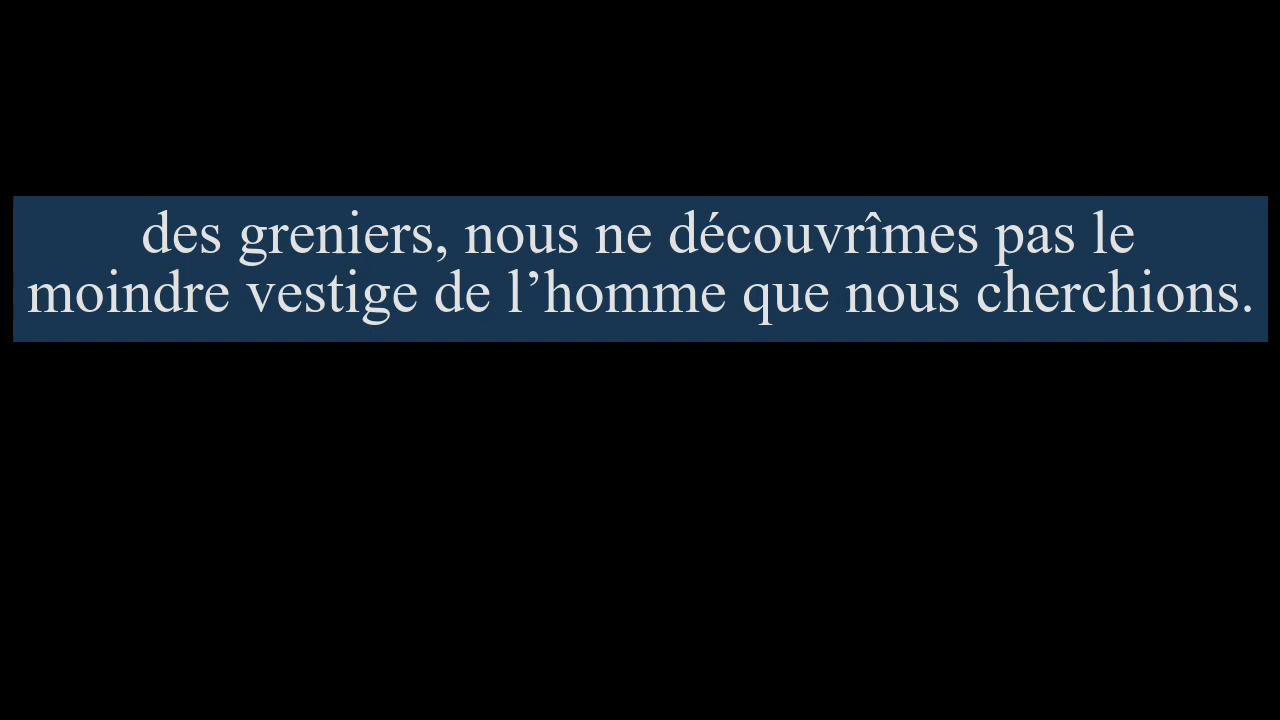 des greniers, nous ne découvrîmes pas le
moindre vestige de l’homme que nous cherchions.